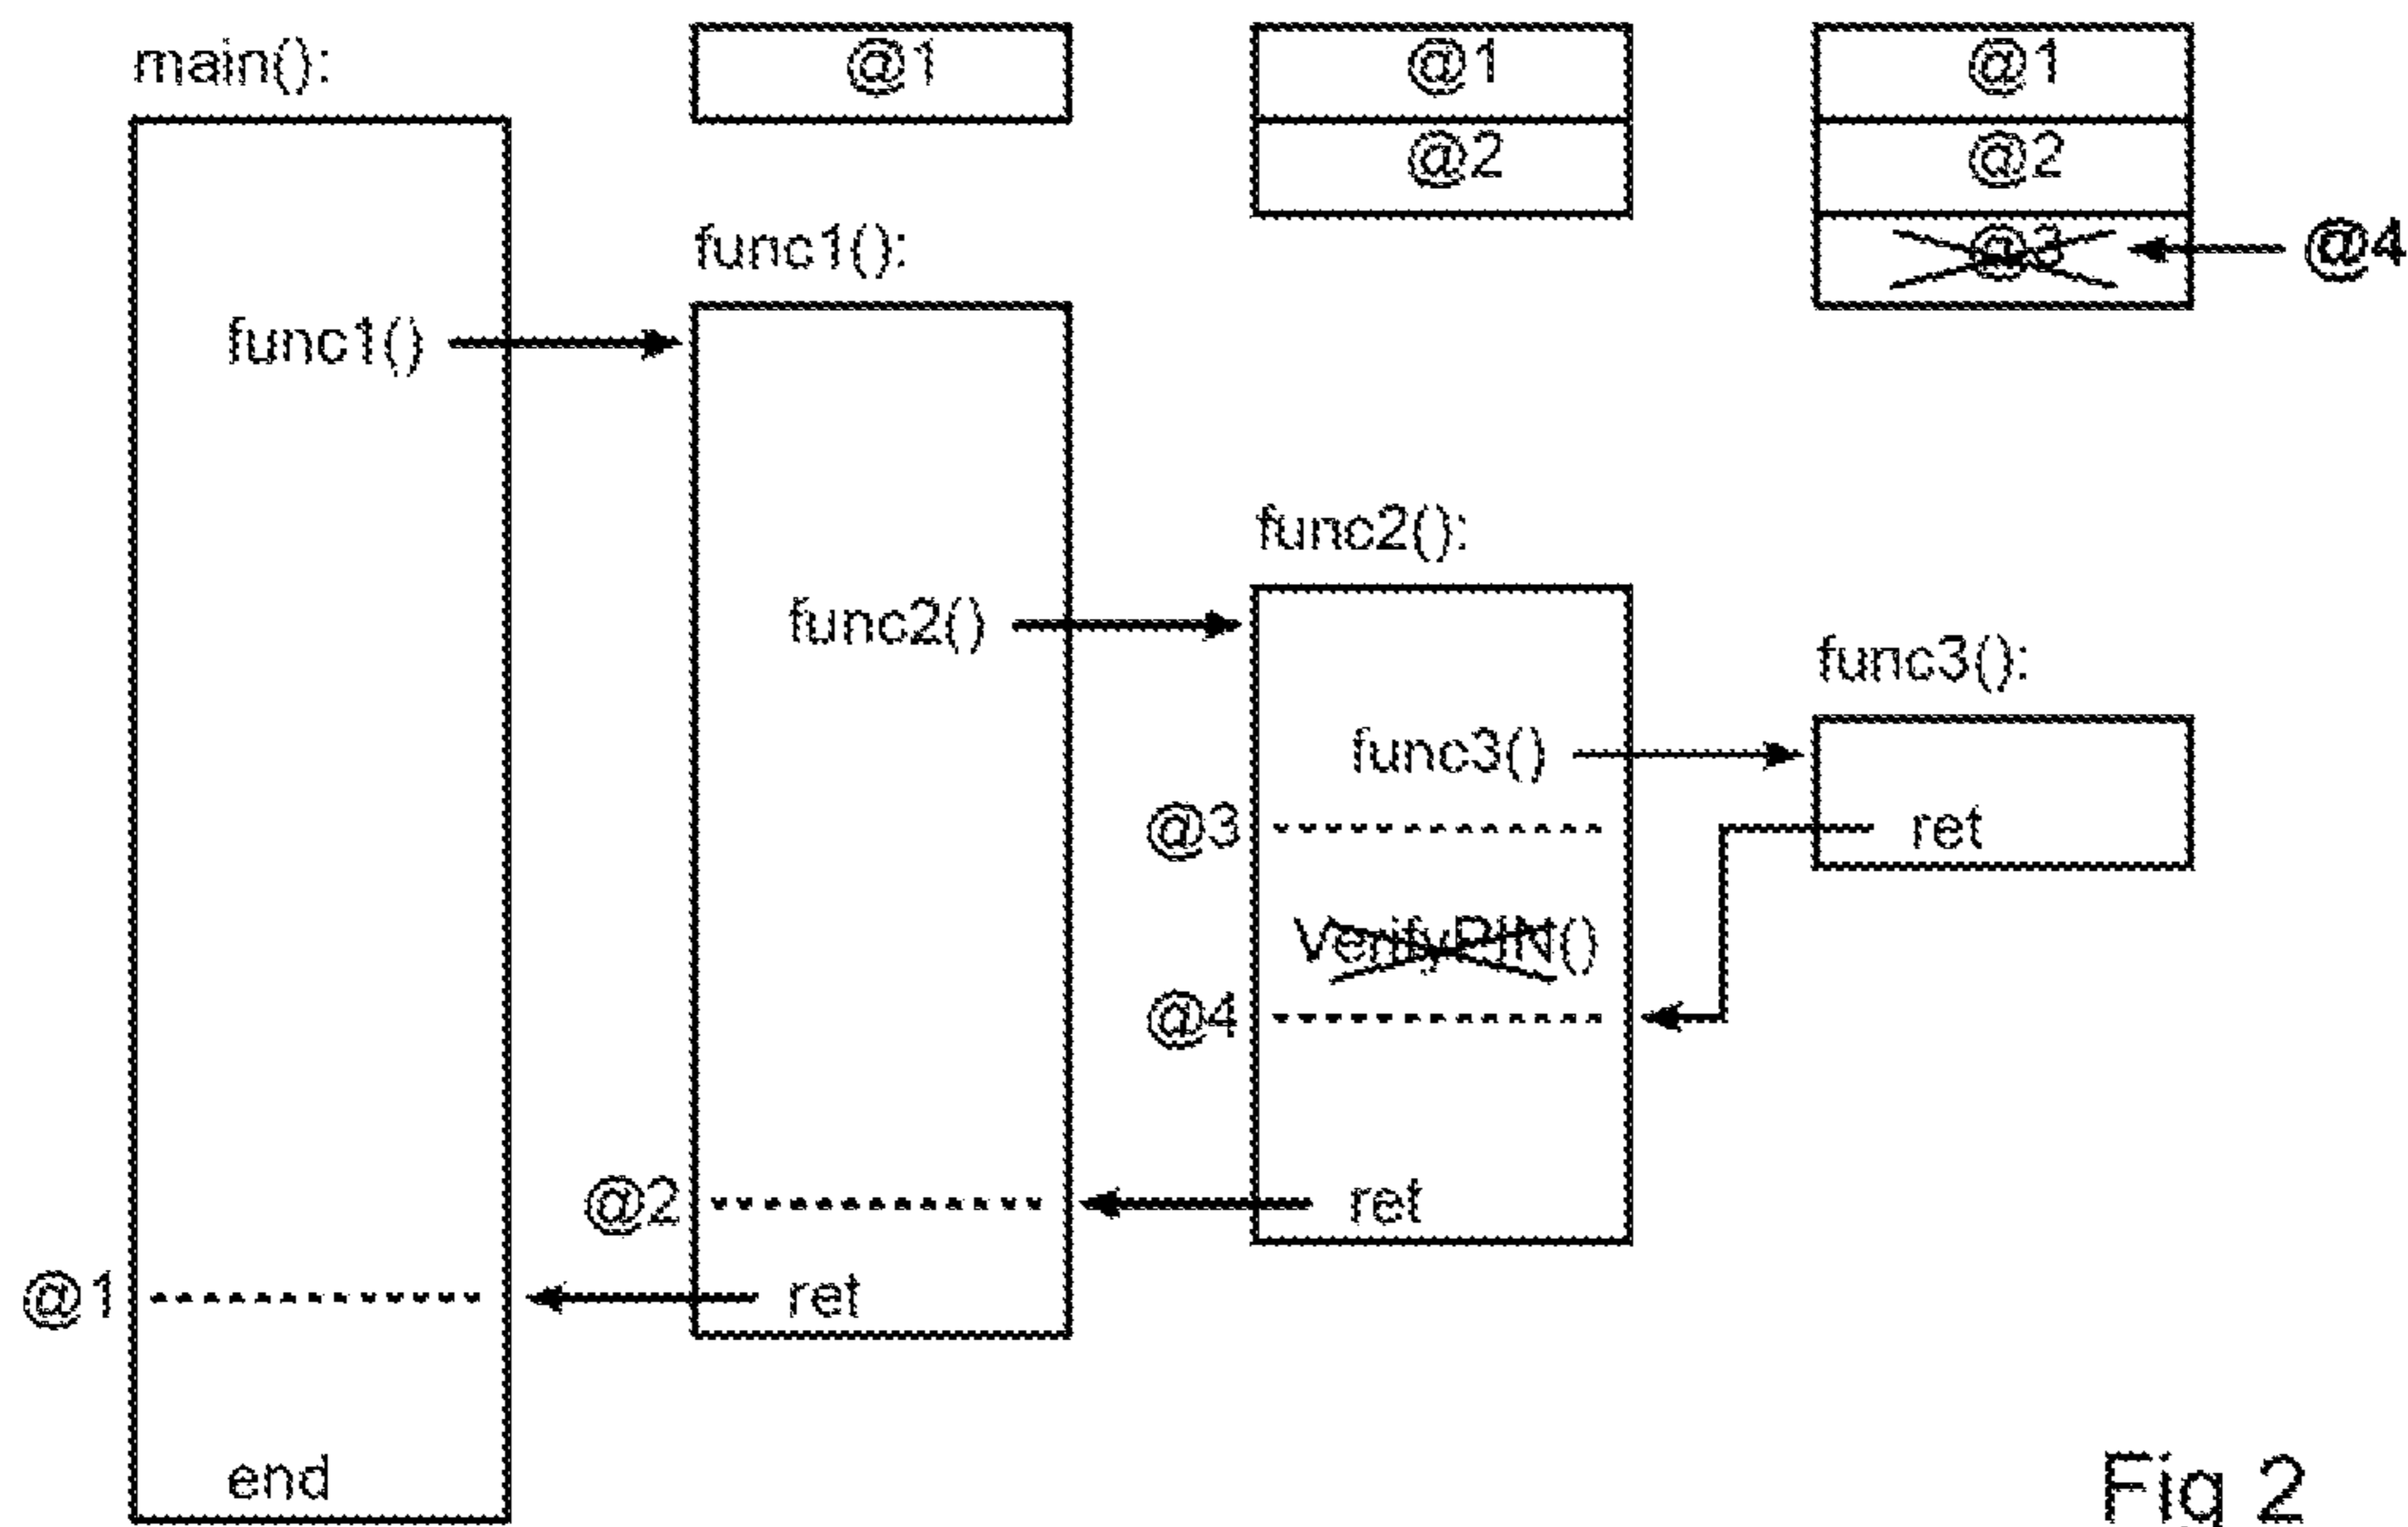 main():
@1
@1
@1
@2
@2
@3
@4
func1():
func1()
func2():
func2()
func3():
func3()
@3
ret
VerifyPIN()
@4
@2
ret
@1
ret
end
Fig 2